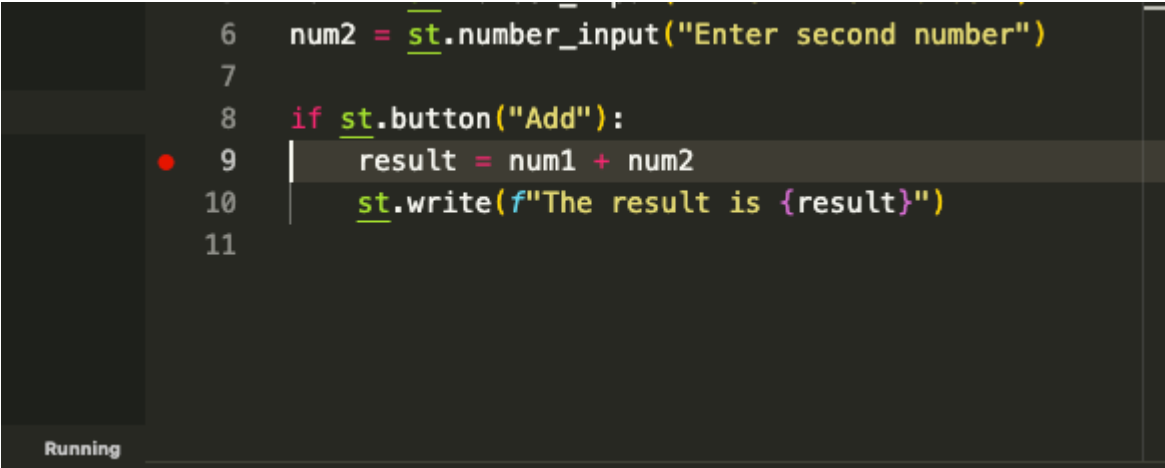 6 num2 = st.number_input("Enter second number")
7
8 if st.button("Add"):
9 result = num1 + num2
10 st.write(f"The result is {result}")
11
Running